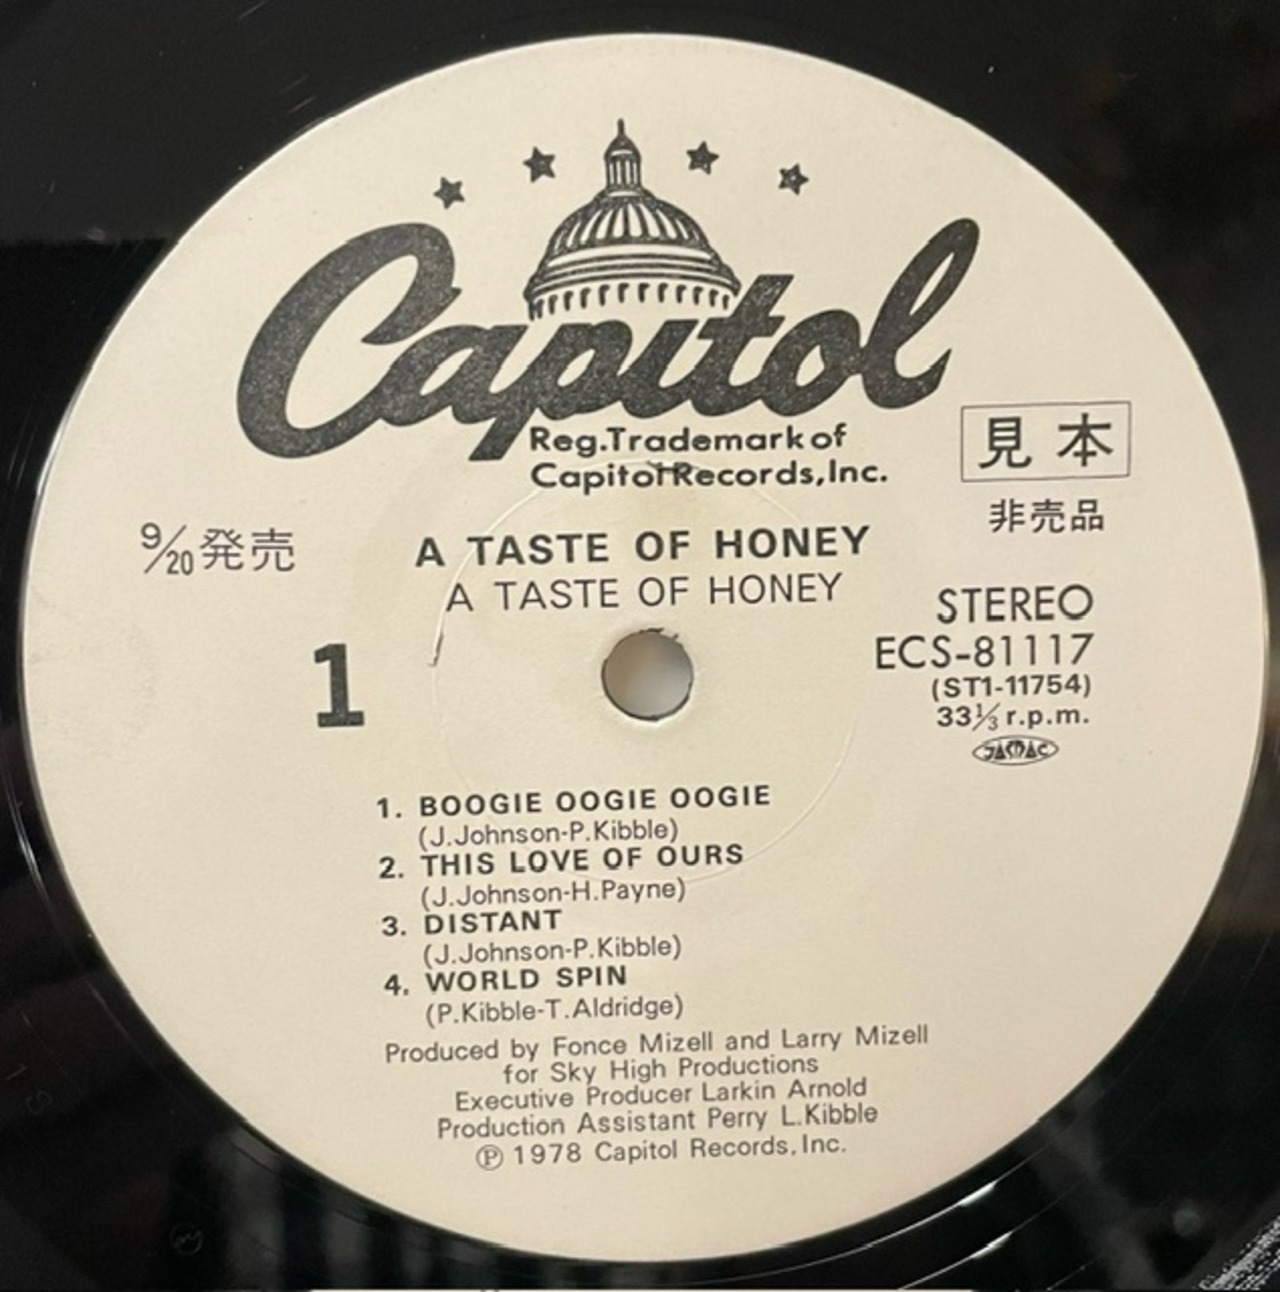 Capitol
Reg.Trademark of
Capitol Records,Inc.
見本
非売品
9/20発売
A TASTE OF HONEY
A TASTE OF HONEY
STEREO
ECS-81117
(ST1-11754)
33⅓ r.p.m.
JASRAC
1
1. BOOGIE OOGIE OOGIE
(J.Johnson-P.Kibble)
2. THIS LOVE OF OURS
(J.Johnson-H.Payne)
3. DISTANT
(J.Johnson-P.Kibble)
4. WORLD SPIN
(P.Kibble-T.Aldridge)
Produced by Fonce Mizell and Larry Mizell
for Sky High Productions
Executive Producer Larkin Arnold
Production Assistant Perry L.Kibble
Ⓟ 1978 Capitol Records, Inc.